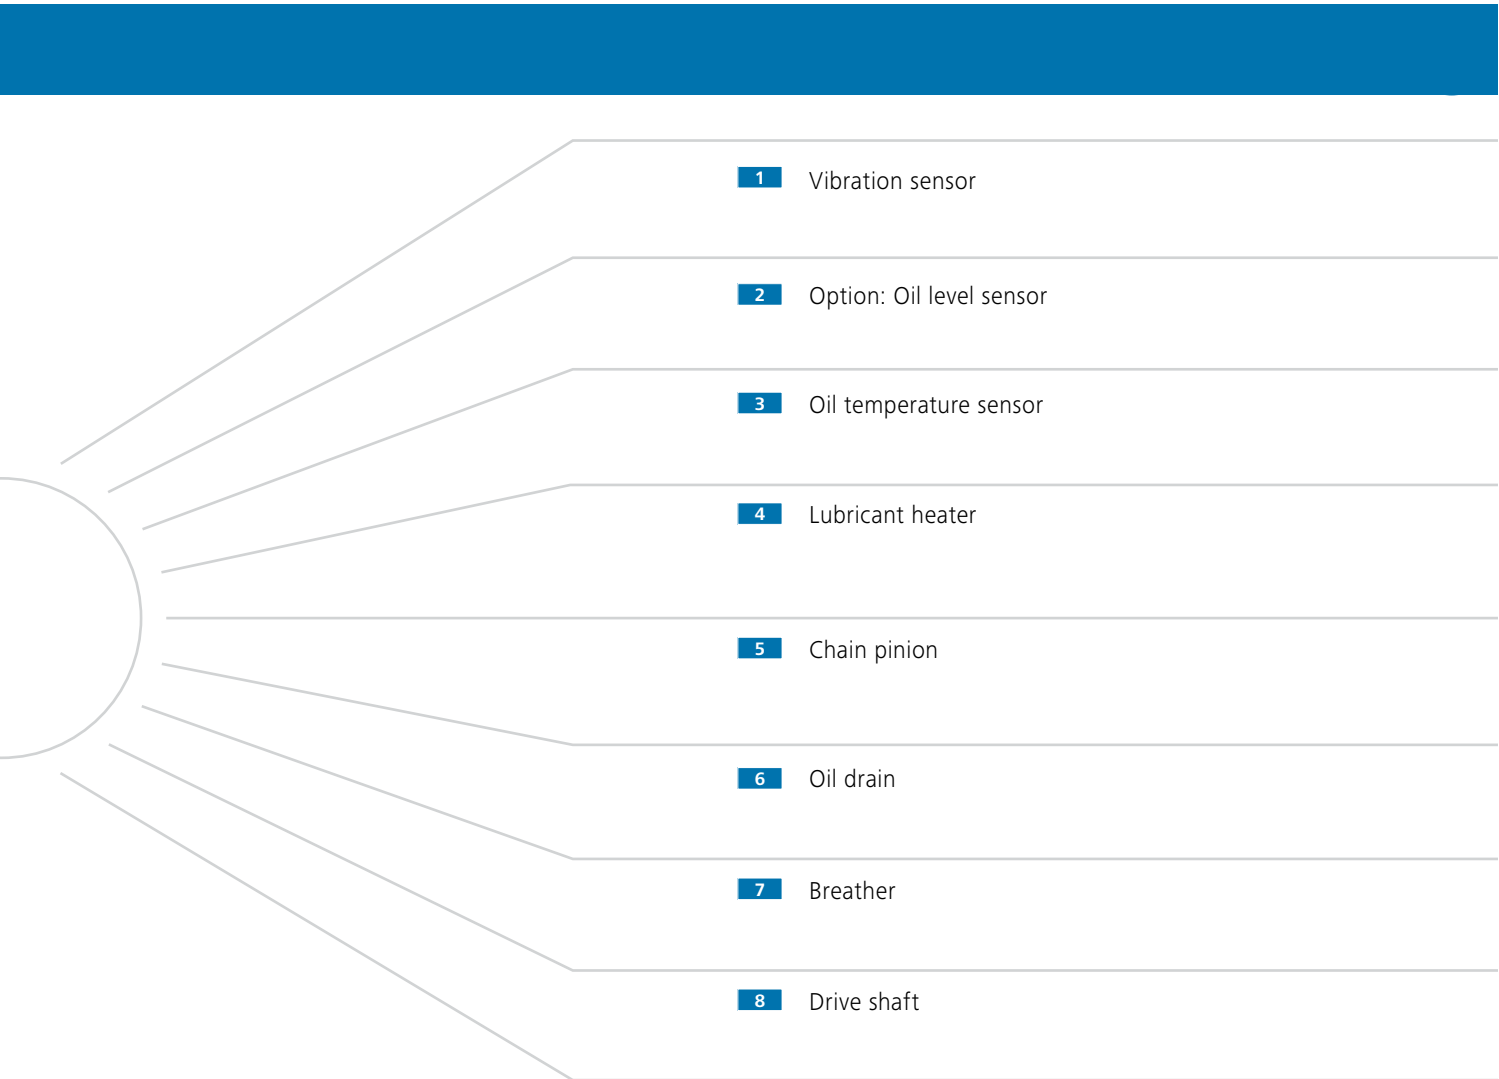 1 Vibration sensor
2 Option: Oil level sensor
3 Oil temperature sensor
4 Lubricant heater
5 Chain pinion
6 Oil drain
7 Breather
8 Drive shaft